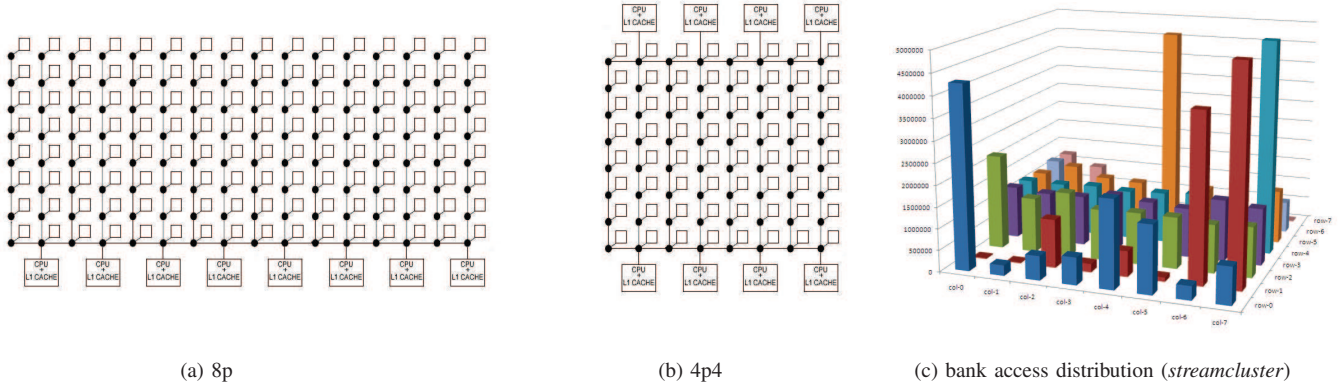 CPU + L1 CACHE
CPU + L1 CACHE
CPU + L1 CACHE
CPU + L1 CACHE
CPU + L1 CACHE
CPU + L1 CACHE
CPU + L1 CACHE
CPU + L1 CACHE
(a) 8p
CPU + L1 CACHE
CPU + L1 CACHE
CPU + L1 CACHE
CPU + L1 CACHE
CPU + L1 CACHE
CPU + L1 CACHE
CPU + L1 CACHE
CPU + L1 CACHE
(b) 4p4
5000000
4500000
4000000
3500000
3000000
2500000
2000000
1500000
1000000
500000
0
col-0
col-1
col-2
col-3
col-4
col-5
col-6
col-7
row-7
row-6
row-5
row-4
row-3
row-2
row-1
row-0
(c) bank access distribution (streamcluster)